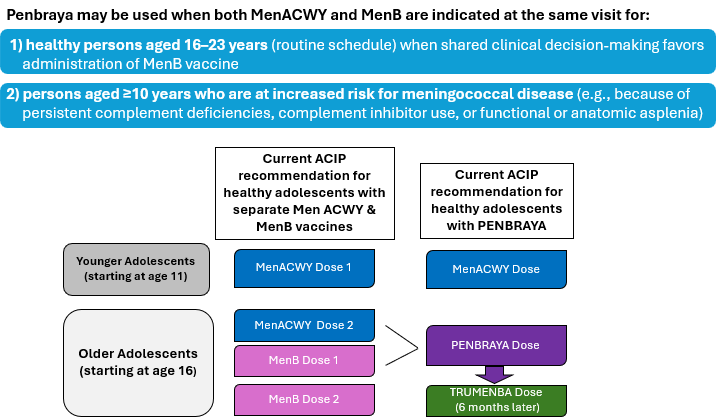 Penbraya may be used when both MenACWY and MenB are indicated at the same visit for:
1) healthy persons aged 16–23 years (routine schedule) when shared clinical decision-making favors
administration of MenB vaccine
2) persons aged ≥10 years who are at increased risk for meningococcal disease (e.g., because of
persistent complement deficiencies, complement inhibitor use, or functional or anatomic asplenia)
Current ACIP
recommendation for
healthy adolescents with
separate Men ACWY &
MenB vaccines
Current ACIP
recommendation for
healthy adolescents
with PENBRAYA
Younger Adolescents
(starting at age 11)
MenACWY Dose 1
MenACWY Dose
Older Adolescents
(starting at age 16)
MenACWY Dose 2
MenB Dose 1
MenB Dose 2
PENBRAYA Dose
TRUMENBA Dose
(6 months later)